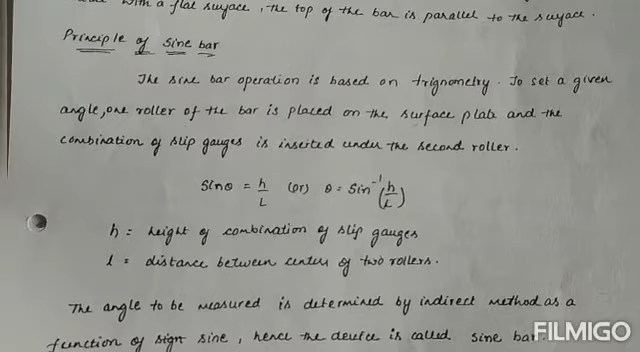 with a flat surface, the top of the bar is parallel to the surface.
Principle of sine bar
The sine bar operation is based on trignometry. To set a given
angle, one roller of the bar is placed on the surface plate and the
combination of slip gauges is inserted under the second roller.
Sinθ = h/L (or) θ = Sin⁻¹(h/L)
h = height of combination of slip gauges
l = distance between centers of two rollers.
The angle to be measured is determined by indirect method as a
function of sign sine, hence the device is called sine bar.
FILMIGO